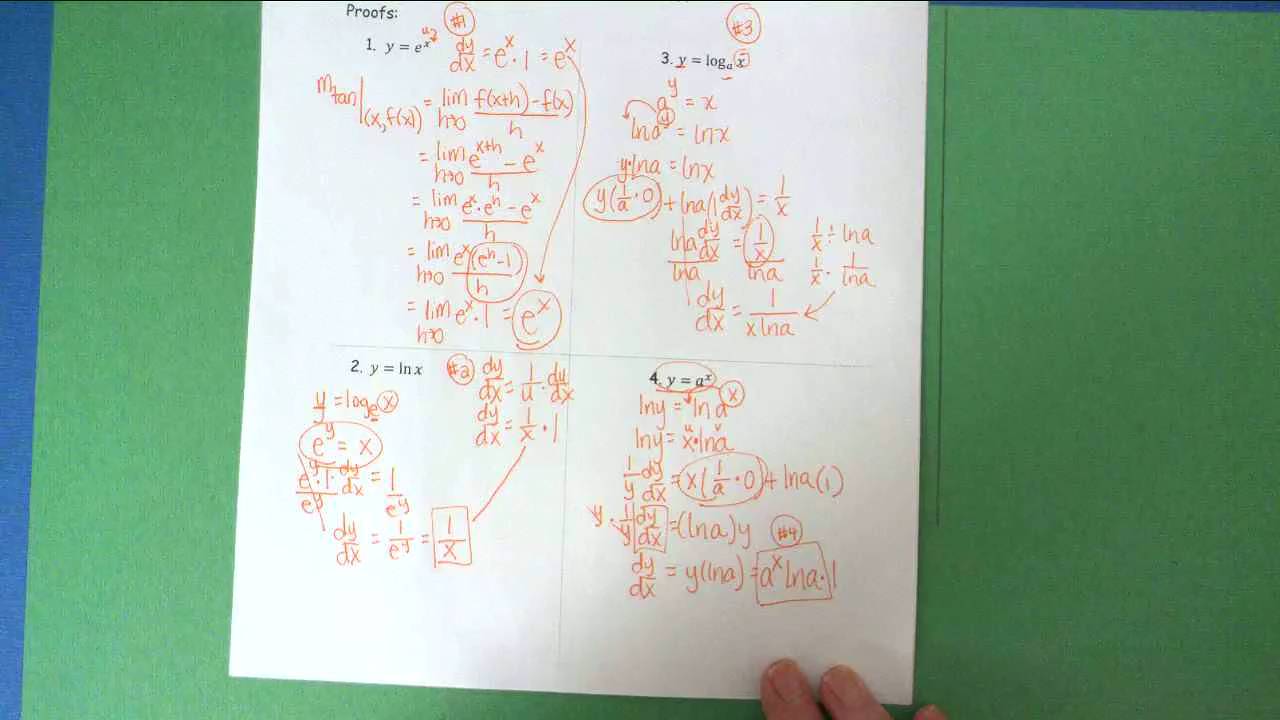 Proofs:
#1
1. y = e^x u=x dy/dx = e^x · 1 = e^x
m tan |(x, f(x)) = lim h→0 f(x+h) - f(x) / h
= lim h→0 e^(x+h) - e^x / h
= lim h→0 e^x · e^h - e^x / h
= lim h→0 e^x (e^h - 1) / h
= lim h→0 e^x · 1 = e^x
2. y = ln x
#2 dy/dx = 1/u · du/dx
dy/dx = 1/x · 1
y = log_e x
e^y = x
e^y · 1 · dy/dx / e^y = 1 / e^y
dy/dx = 1/e^y = 1/x
#3
3. y = log_a x
a^y = x
ln a^y = ln x
y · ln a = ln x
y(1/a · 0) + ln a (1 dy/dx) = 1/x
ln a dy/dx / ln a = 1/x / ln a
1/x ÷ ln a
1/x · 1/ln a
dy/dx = 1 / x ln a
4. y = a^x
ln y = ln a^x
u v
ln y = x · ln a
1/y dy/dx = x(1/a · 0) + ln a (1)
y · 1/y dy/dx = (ln a) y
#4
dy/dx = y(ln a) = a^x ln a · 1